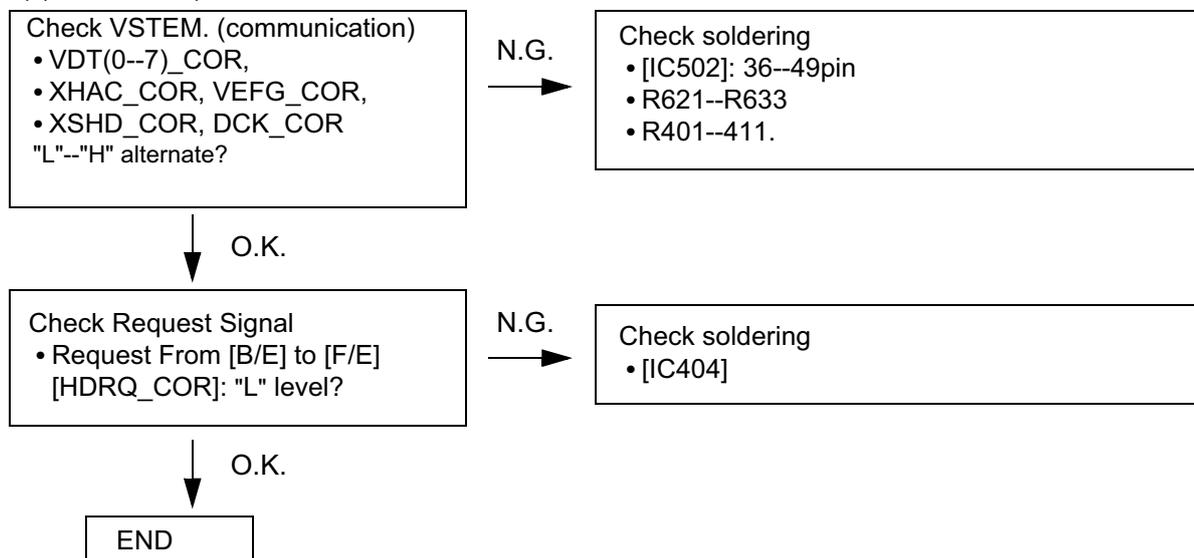 Check VSTEM. (communication)
• VDT(0--7)_COR,
• XHAC_COR, VEFG_COR,
• XSHD_COR, DCK_COR
"L"--"H" alternate?
N.G.
Check soldering
• [IC502]: 36--49pin
• R621--R633
• R401--411.
O.K.
Check Request Signal
• Request From [B/E] to [F/E]
[HDRQ_COR]: "L" level?
N.G.
Check soldering
• [IC404]
O.K.
END